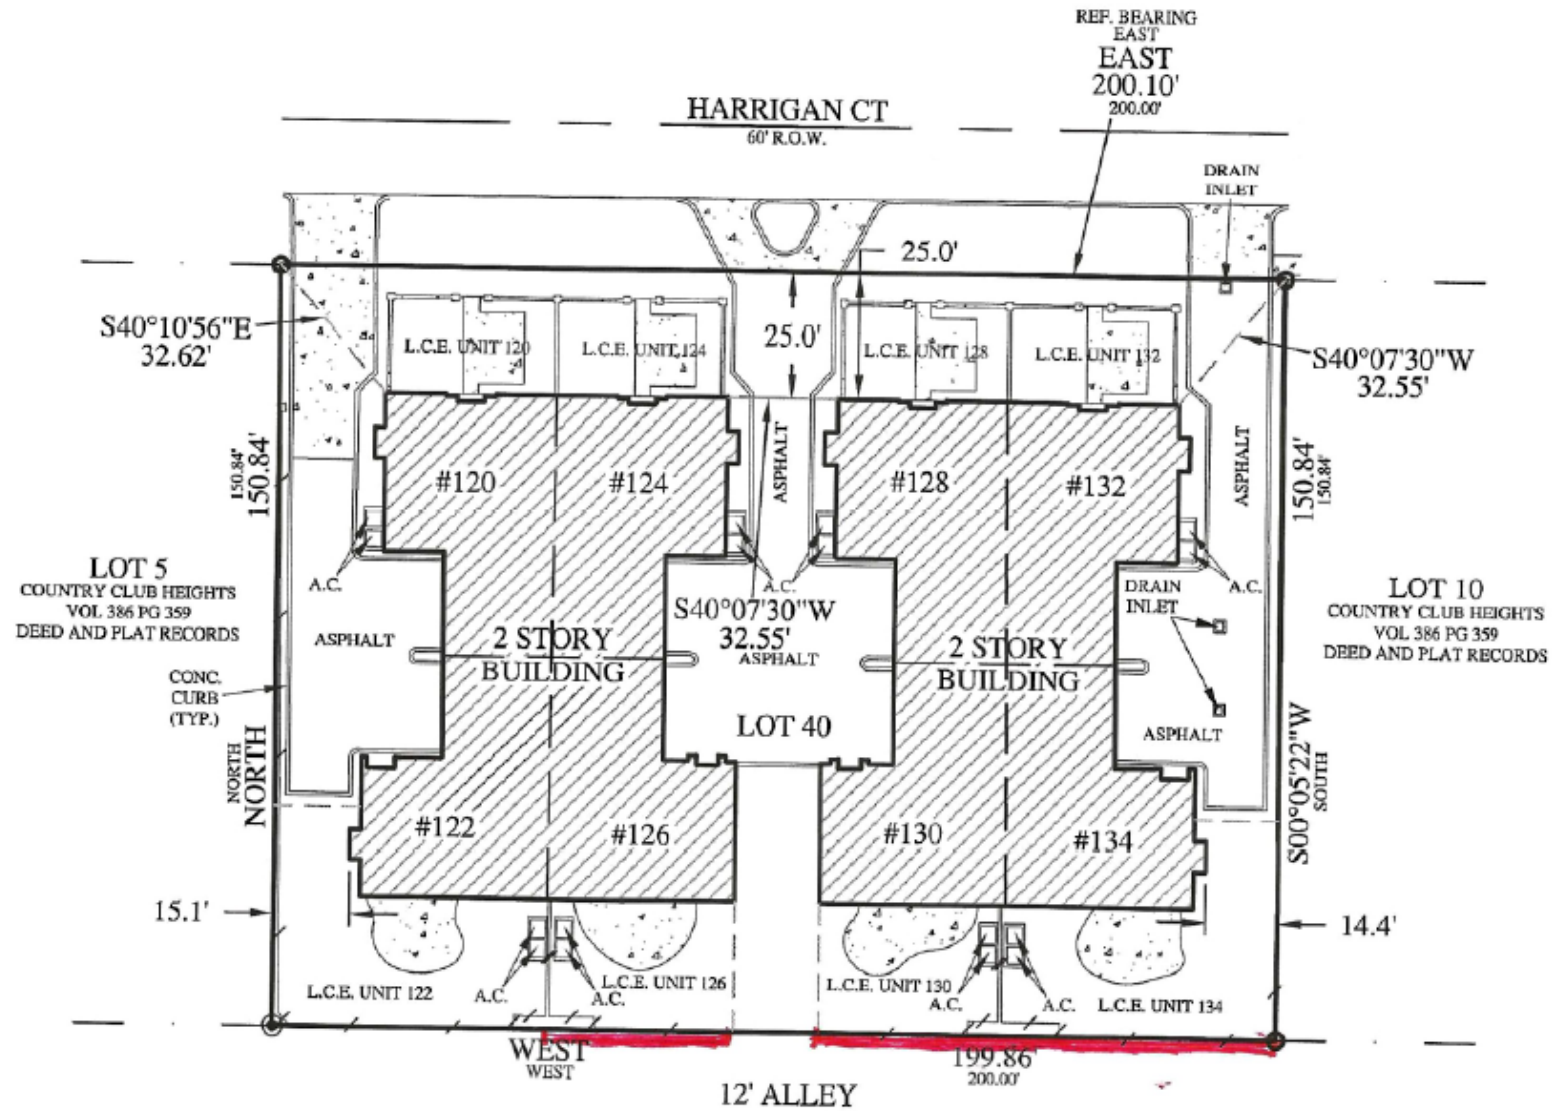 REF. BEARING
EAST
EAST
200.10'
200.00'
HARRIGAN CT
60' R.O.W.
DRAIN
INLET
25.0'
S40°10'56"E
32.62'
25.0'
L.C.E. UNIT 120
L.C.E. UNIT 124
L.C.E. UNIT 128
L.C.E. UNIT 132
S40°07'30"W
32.55'
150.84'
150.84'
#120
#124
ASPHALT
#128
#132
ASPHALT
150.84'
150.84'
LOT 5
COUNTRY CLUB HEIGHTS
VOL 386 PG 359
DEED AND PLAT RECORDS
A.C.
A.C.
DRAIN
INLET
A.C.
LOT 10
COUNTRY CLUB HEIGHTS
VOL 386 PG 359
DEED AND PLAT RECORDS
S40°07'30"W
32.55'
ASPHALT
2 STORY
BUILDING
ASPHALT
2 STORY
BUILDING
CONC.
CURB
(TYP.)
LOT 40
ASPHALT
NORTH
NORTH
S00°05'22"W
SOUTH
#122
#126
#130
#134
15.1'
14.4'
L.C.E. UNIT 122
A.C.
A.C.
L.C.E. UNIT 126
L.C.E. UNIT 130
A.C.
A.C.
L.C.E. UNIT 134
WEST
WEST
199.86'
200.00'
12' ALLEY